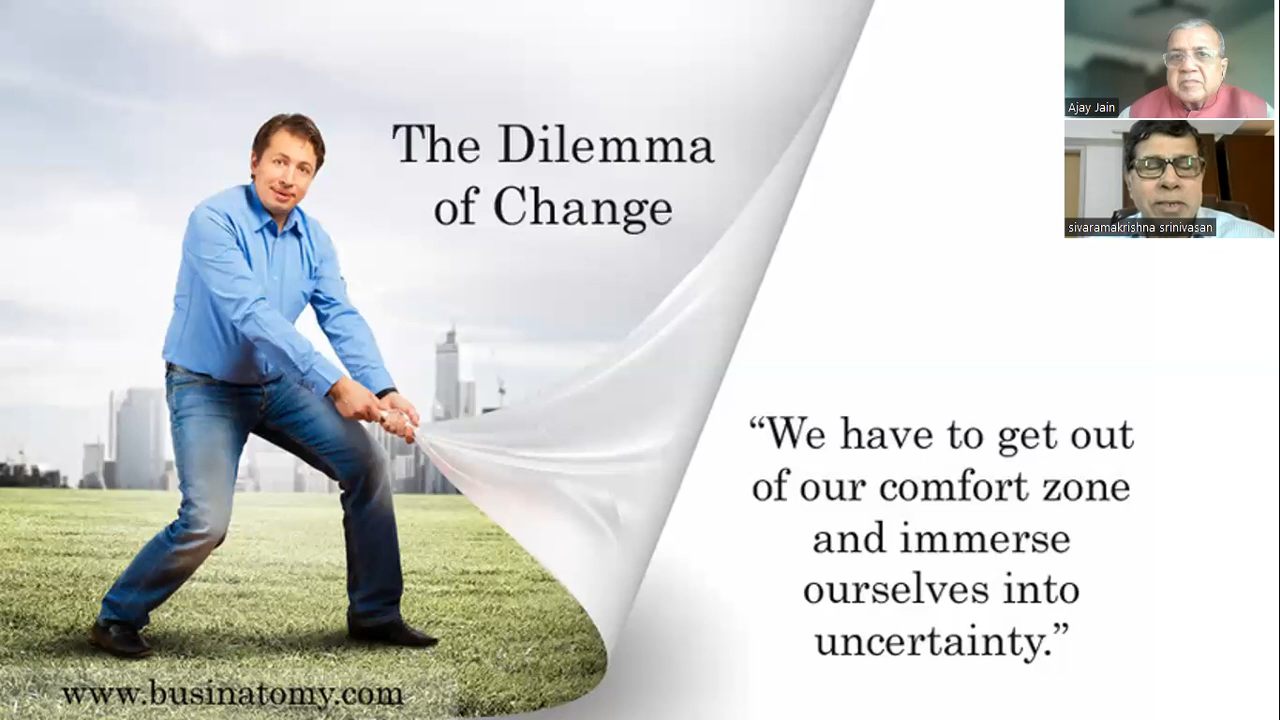 The Dilemma
of Change
“We have to get out
of our comfort zone
and immerse
ourselves into
uncertainty.”
www.businatomy.com
Ajay Jain
sivaramakrishna srinivasan